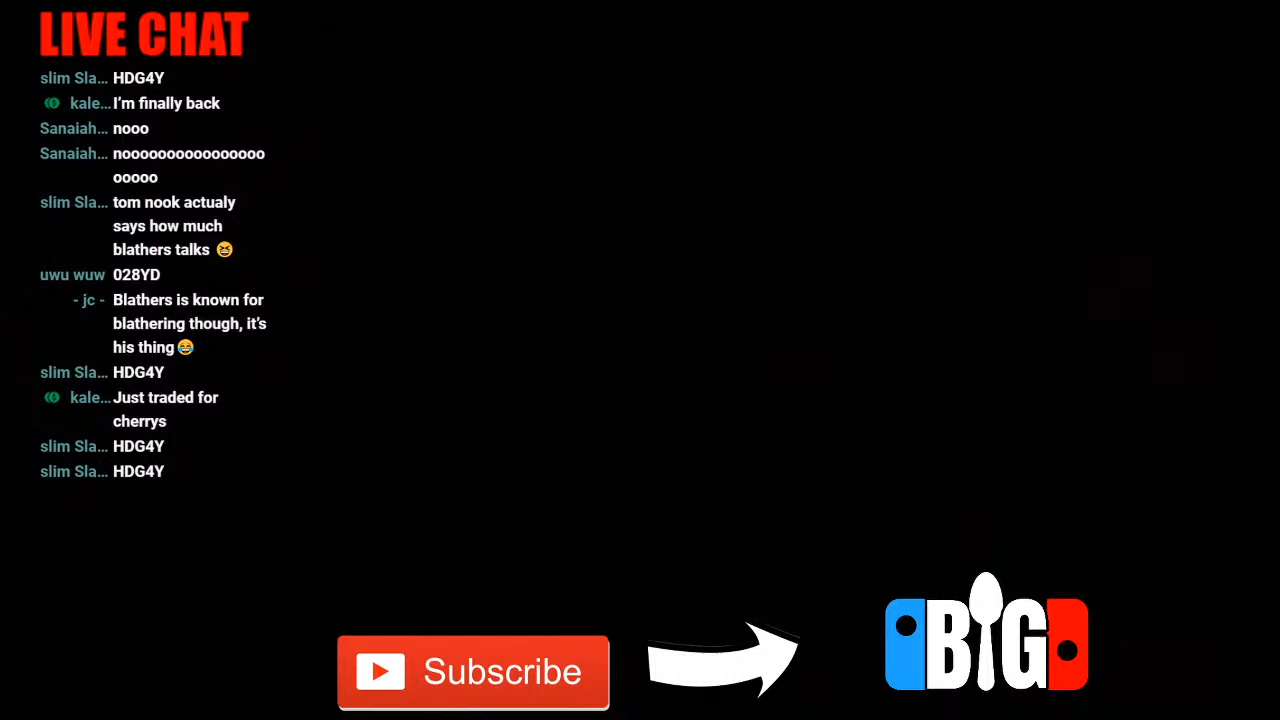 LIVE CHAT
slim Sla... HDG4Y
kale... I'm finally back
Sanaiah... nooo
Sanaiah... noooooooooooooooo
ooooo
slim Sla... tom nook actualy
says how much
blathers talks 😆
uwu wuw 028YD
- jc - Blathers is known for
blathering though, it's
his thing😂
slim Sla... HDG4Y
kale... Just traded for
cherrys
slim Sla... HDG4Y
slim Sla... HDG4Y
Subscribe
BIG